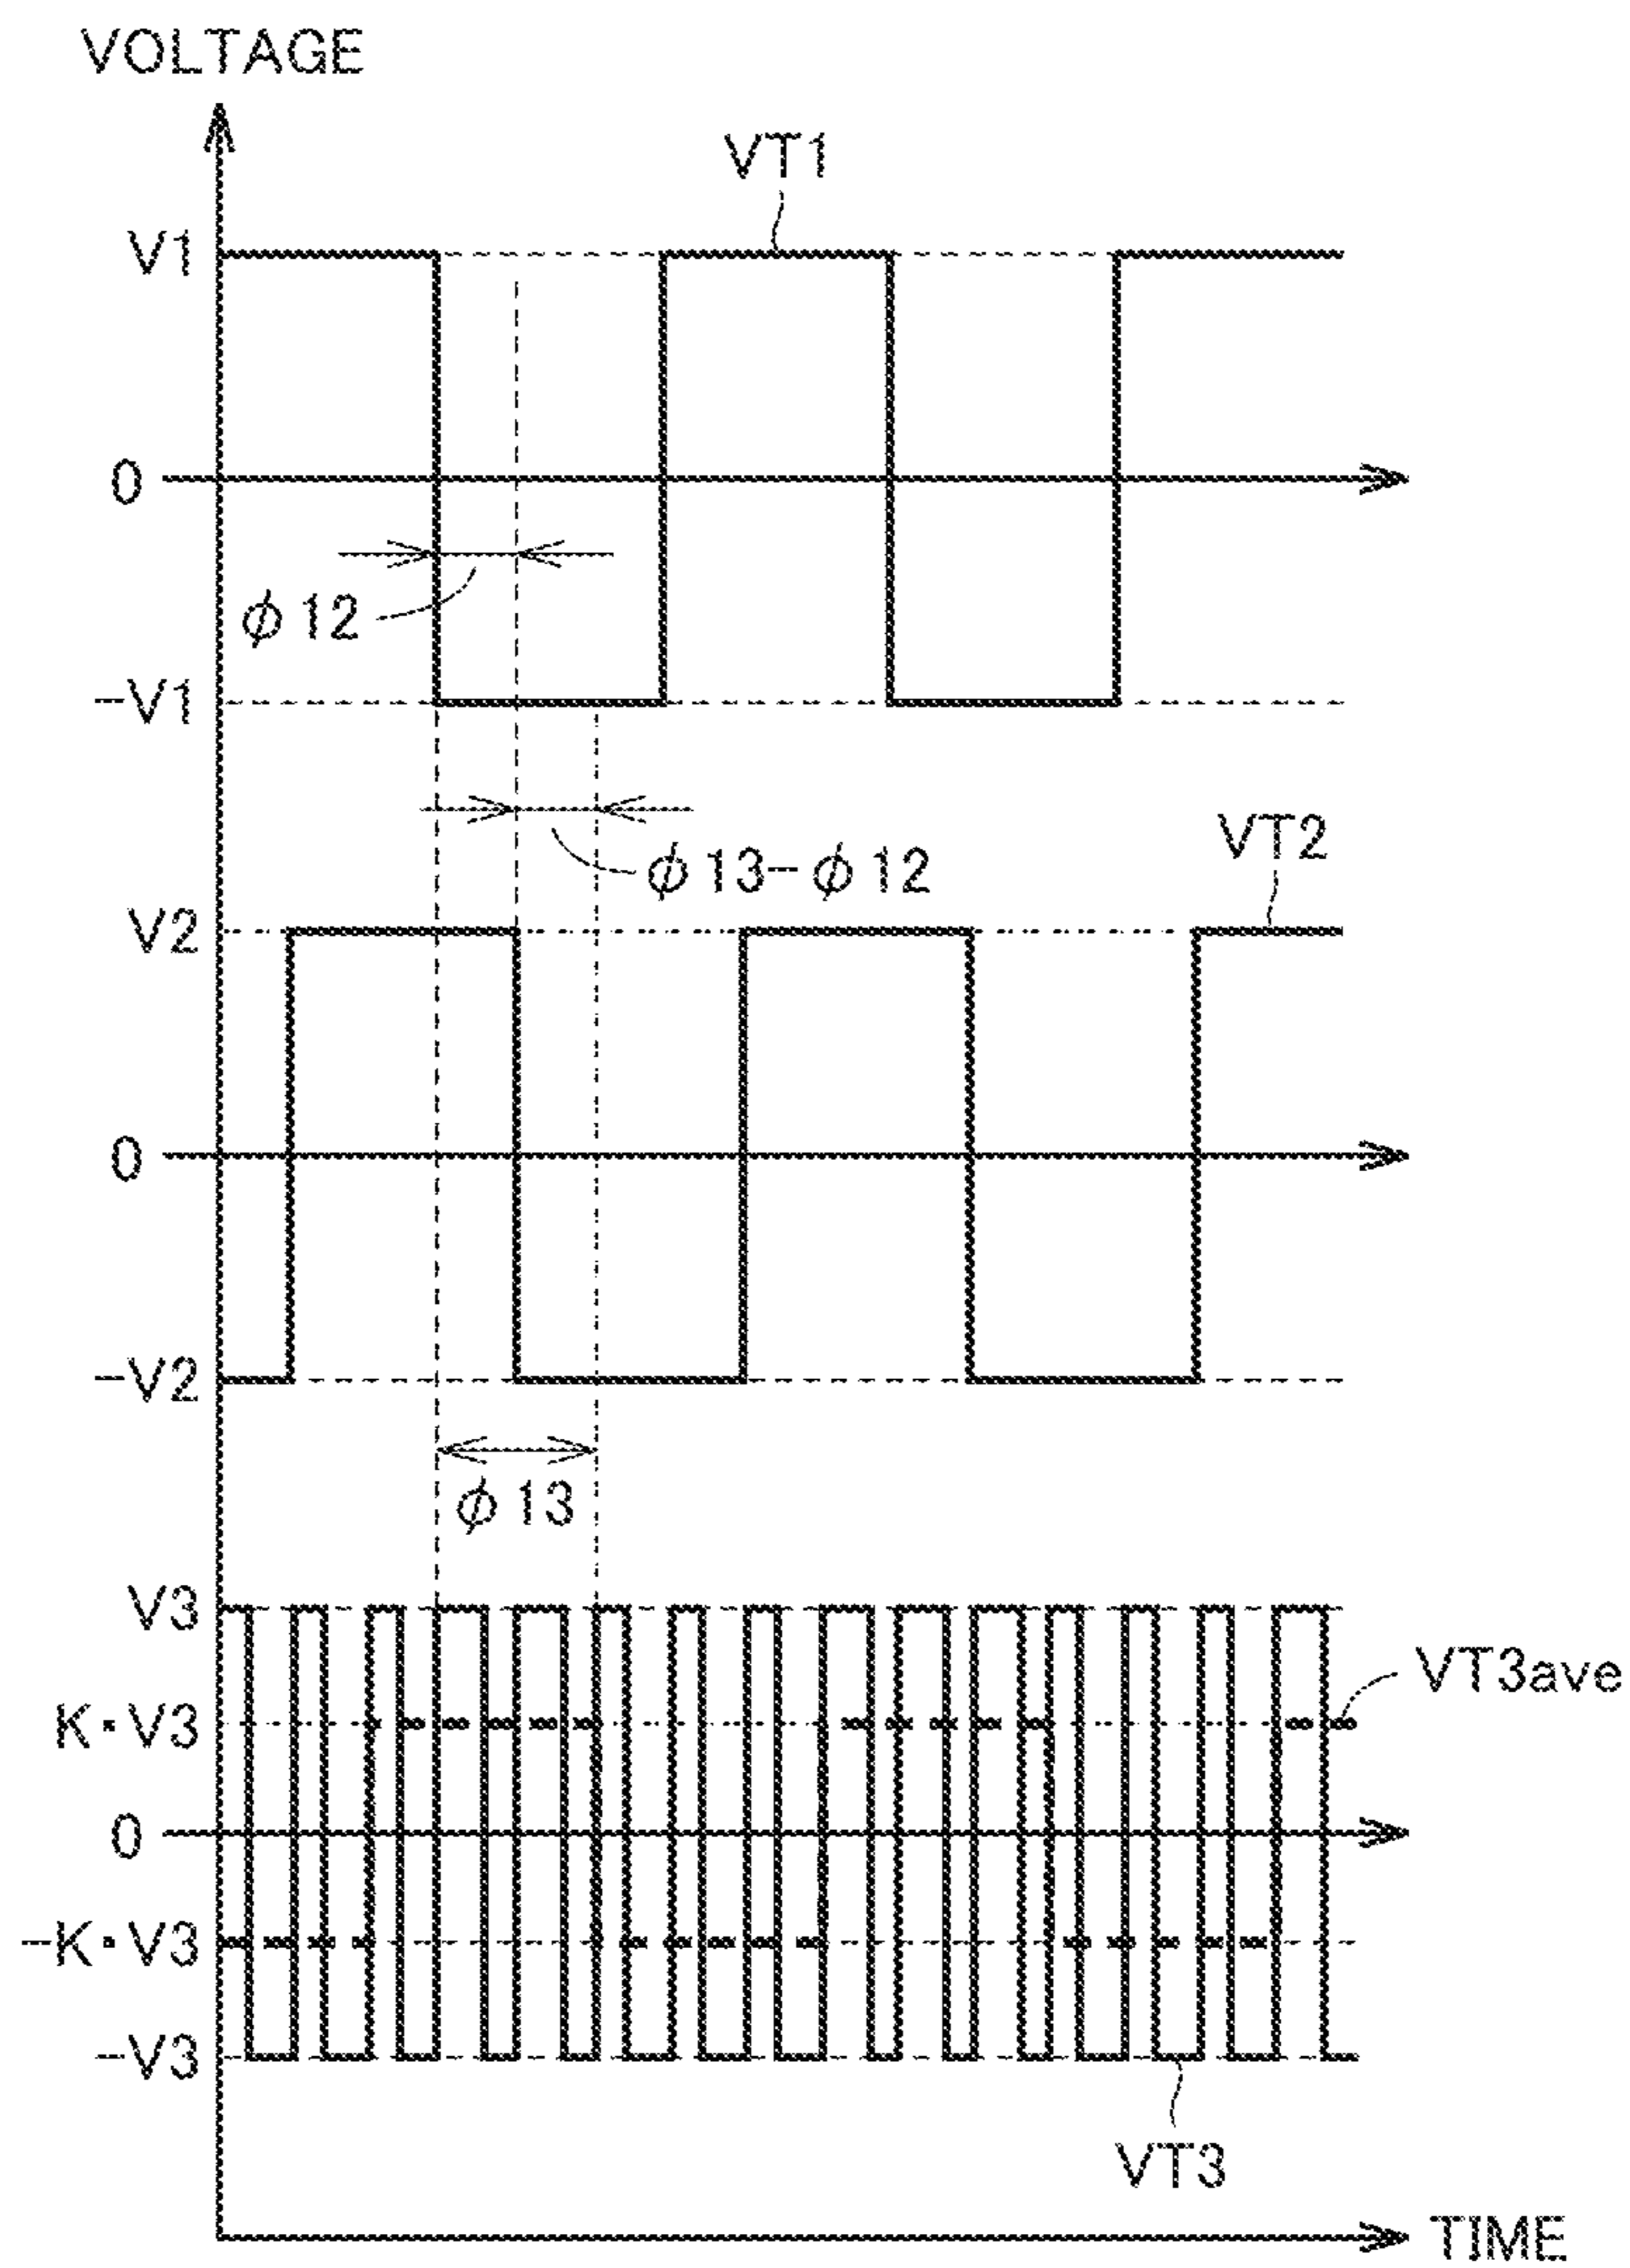 VOLTAGE
VT1
V1
0
ϕ12
-V1
VT2
ϕ13-ϕ12
V2
0
-V2
ϕ13
V3
VT3ave
K・V3
0
-K・V3
-V3
VT3
TIME